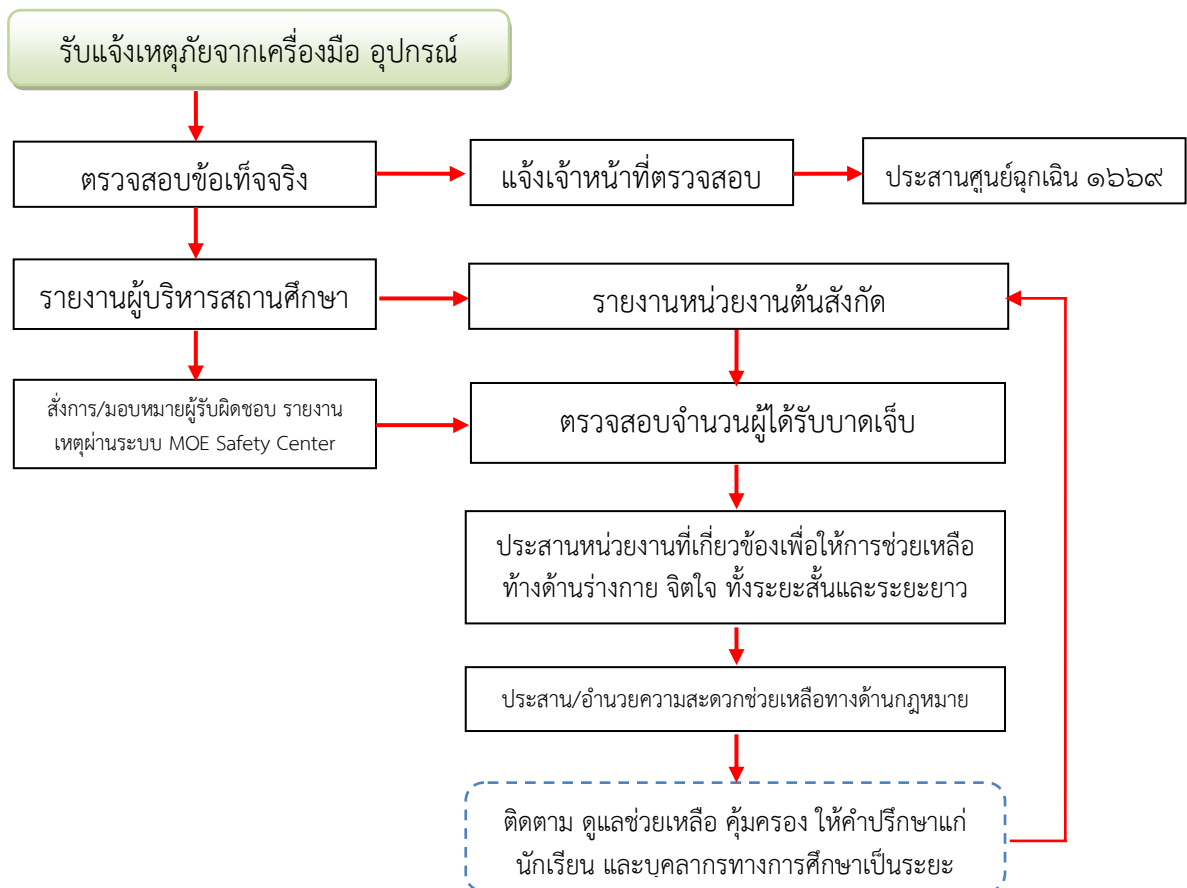 รับแจ้งเหตุภัยจากเครื่องมือ อุปกรณ์
ตรวจสอบข้อเท็จจริง
แจ้งเจ้าหน้าที่ตรวจสอบ
ประสานศูนย์ฉุกเฉิน ๑๖๖๙
รายงานผู้บริหารสถานศึกษา
รายงานหน่วยงานต้นสังกัด
สั่งการ/มอบหมายผู้รับผิดชอบ รายงาน
เหตุผ่านระบบ MOE Safety Center
ตรวจสอบจำนวนผู้ได้รับบาดเจ็บ
ประสานหน่วยงานที่เกี่ยวข้องเพื่อให้การช่วยเหลือ
ท้างด้านร่างกาย จิตใจ ทั้งระยะสั้นและระยะยาว
ประสาน/อำนวยความสะดวกช่วยเหลือทางด้านกฎหมาย
ติดตาม ดูแลช่วยเหลือ คุ้มครอง ให้คำปรึกษาแก่
นักเรียน และบุคลากรทางการศึกษาเป็นระยะ